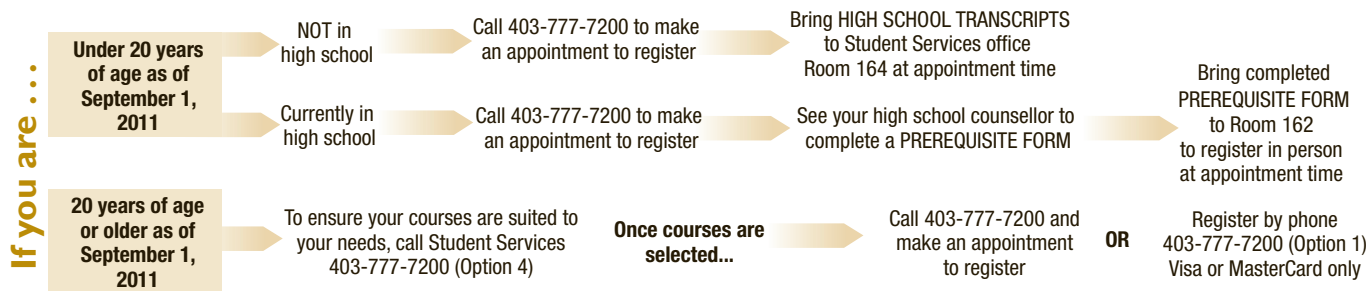 If you are . . .
Under 20 years
of age as of
September 1,
2011
NOT in
high school
Call 403-777-7200 to make
an appointment to register
Bring HIGH SCHOOL TRANSCRIPTS
to Student Services office
Room 164 at appointment time
Currently in
high school
Call 403-777-7200 to make
an appointment to register
See your high school counsellor to
complete a PREREQUISITE FORM
Bring completed
PREREQUISITE FORM
to Room 162
to register in person
at appointment time
20 years of age
or older as of
September 1,
2011
To ensure your courses are suited to
your needs, call Student Services
403-777-7200 (Option 4)
Once courses are
selected...
Call 403-777-7200 and
make an appointment
to register
OR
Register by phone
403-777-7200 (Option 1)
Visa or MasterCard only